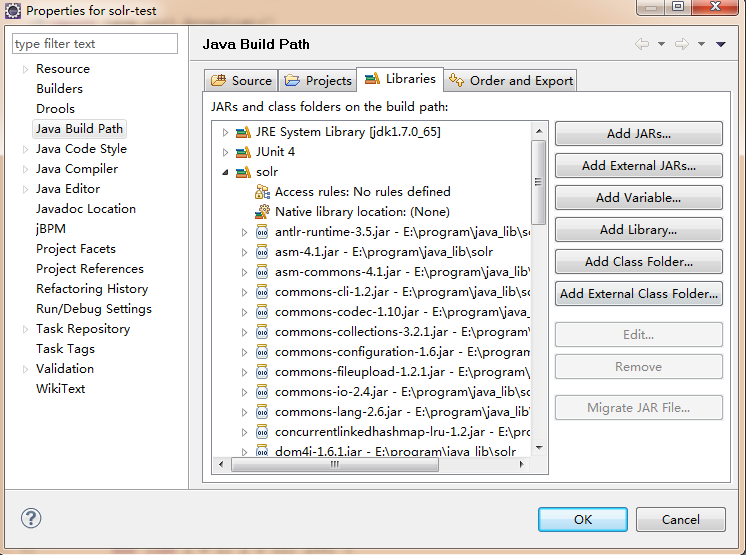 Properties for solr-test
type filter text
Resource
Builders
Drools
Java Build Path
Java Code Style
Java Compiler
Java Editor
Javadoc Location
jBPM
Project Facets
Project References
Refactoring History
Run/Debug Settings
Task Repository
Task Tags
Validation
WikiText
Java Build Path
Source Projects Libraries Order and Export
JARs and class folders on the build path:
JRE System Library [jdk1.7.0_65]
JUnit 4
solr
Access rules: No rules defined
Native library location: (None)
antlr-runtime-3.5.jar - E:\program\java_lib\so
asm-4.1.jar - E:\program\java_lib\solr
asm-commons-4.1.jar - E:\program\java_lib\
commons-cli-1.2.jar - E:\program\java_lib\so
commons-codec-1.10.jar - E:\program\java_
commons-collections-3.2.1.jar - E:\program
commons-configuration-1.6.jar - E:\program
commons-fileupload-1.2.1.jar - E:\program\
commons-io-2.4.jar - E:\program\java_lib\so
commons-lang-2.6.jar - E:\program\java_lib\
concurrentlinkedhashmap-lru-1.2.jar - E:\pro
dom4j-1.6.1.jar - E:\program\java_lib\solr
Add JARs...
Add External JARs...
Add Variable...
Add Library...
Add Class Folder...
Add External Class Folder...
Edit...
Remove
Migrate JAR File...
OK
Cancel